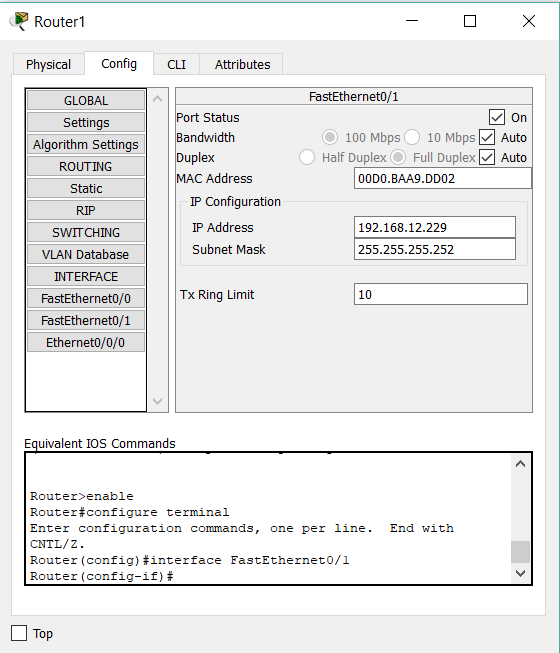 Router1
Physical Config CLI Attributes
GLOBAL
Settings
Algorithm Settings
ROUTING
Static
RIP
SWITCHING
VLAN Database
INTERFACE
FastEthernet0/0
FastEthernet0/1
Ethernet0/0/0
FastEthernet0/1
Port Status On
Bandwidth 100 Mbps 10 Mbps Auto
Duplex Half Duplex Full Duplex Auto
MAC Address 00D0.BAA9.DD02
IP Configuration
IP Address 192.168.12.229
Subnet Mask 255.255.255.252
Tx Ring Limit 10
Equivalent IOS Commands
Router>enable
Router#configure terminal
Enter configuration commands, one per line. End with
CNTL/Z.
Router(config)#interface FastEthernet0/1
Router(config-if)#
Top